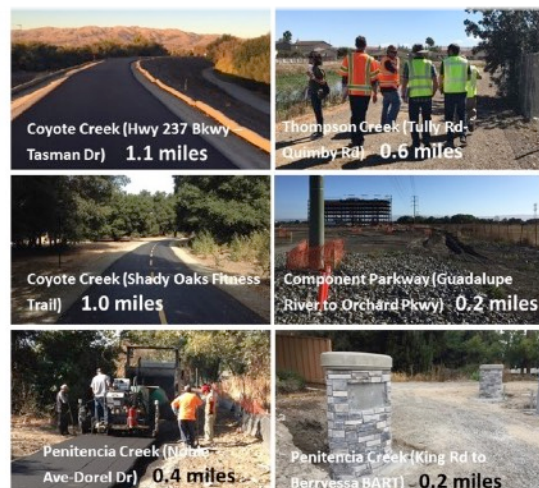 Coyote Creek (Hwy 237 Bkwy –
Tasman Dr) 1.1 miles
Thompson Creek (Tully Rd-
Quimby Rd) 0.6 miles
Coyote Creek (Shady Oaks Fitness
Trail) 1.0 miles
Component Parkway (Guadalupe
River to Orchard Pkwy) 0.2 miles
Penitencia Creek (Noble
Ave-Dorel Dr) 0.4 miles
Penitencia Creek (King Rd to
Berryessa BART) 0.2 miles